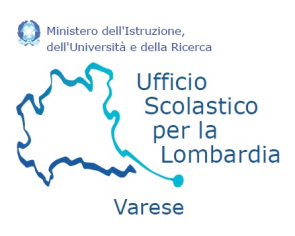 Ministero dell'Istruzione,
dell'Università e della Ricerca
Ufficio
Scolastico
per la
Lombardia
Varese